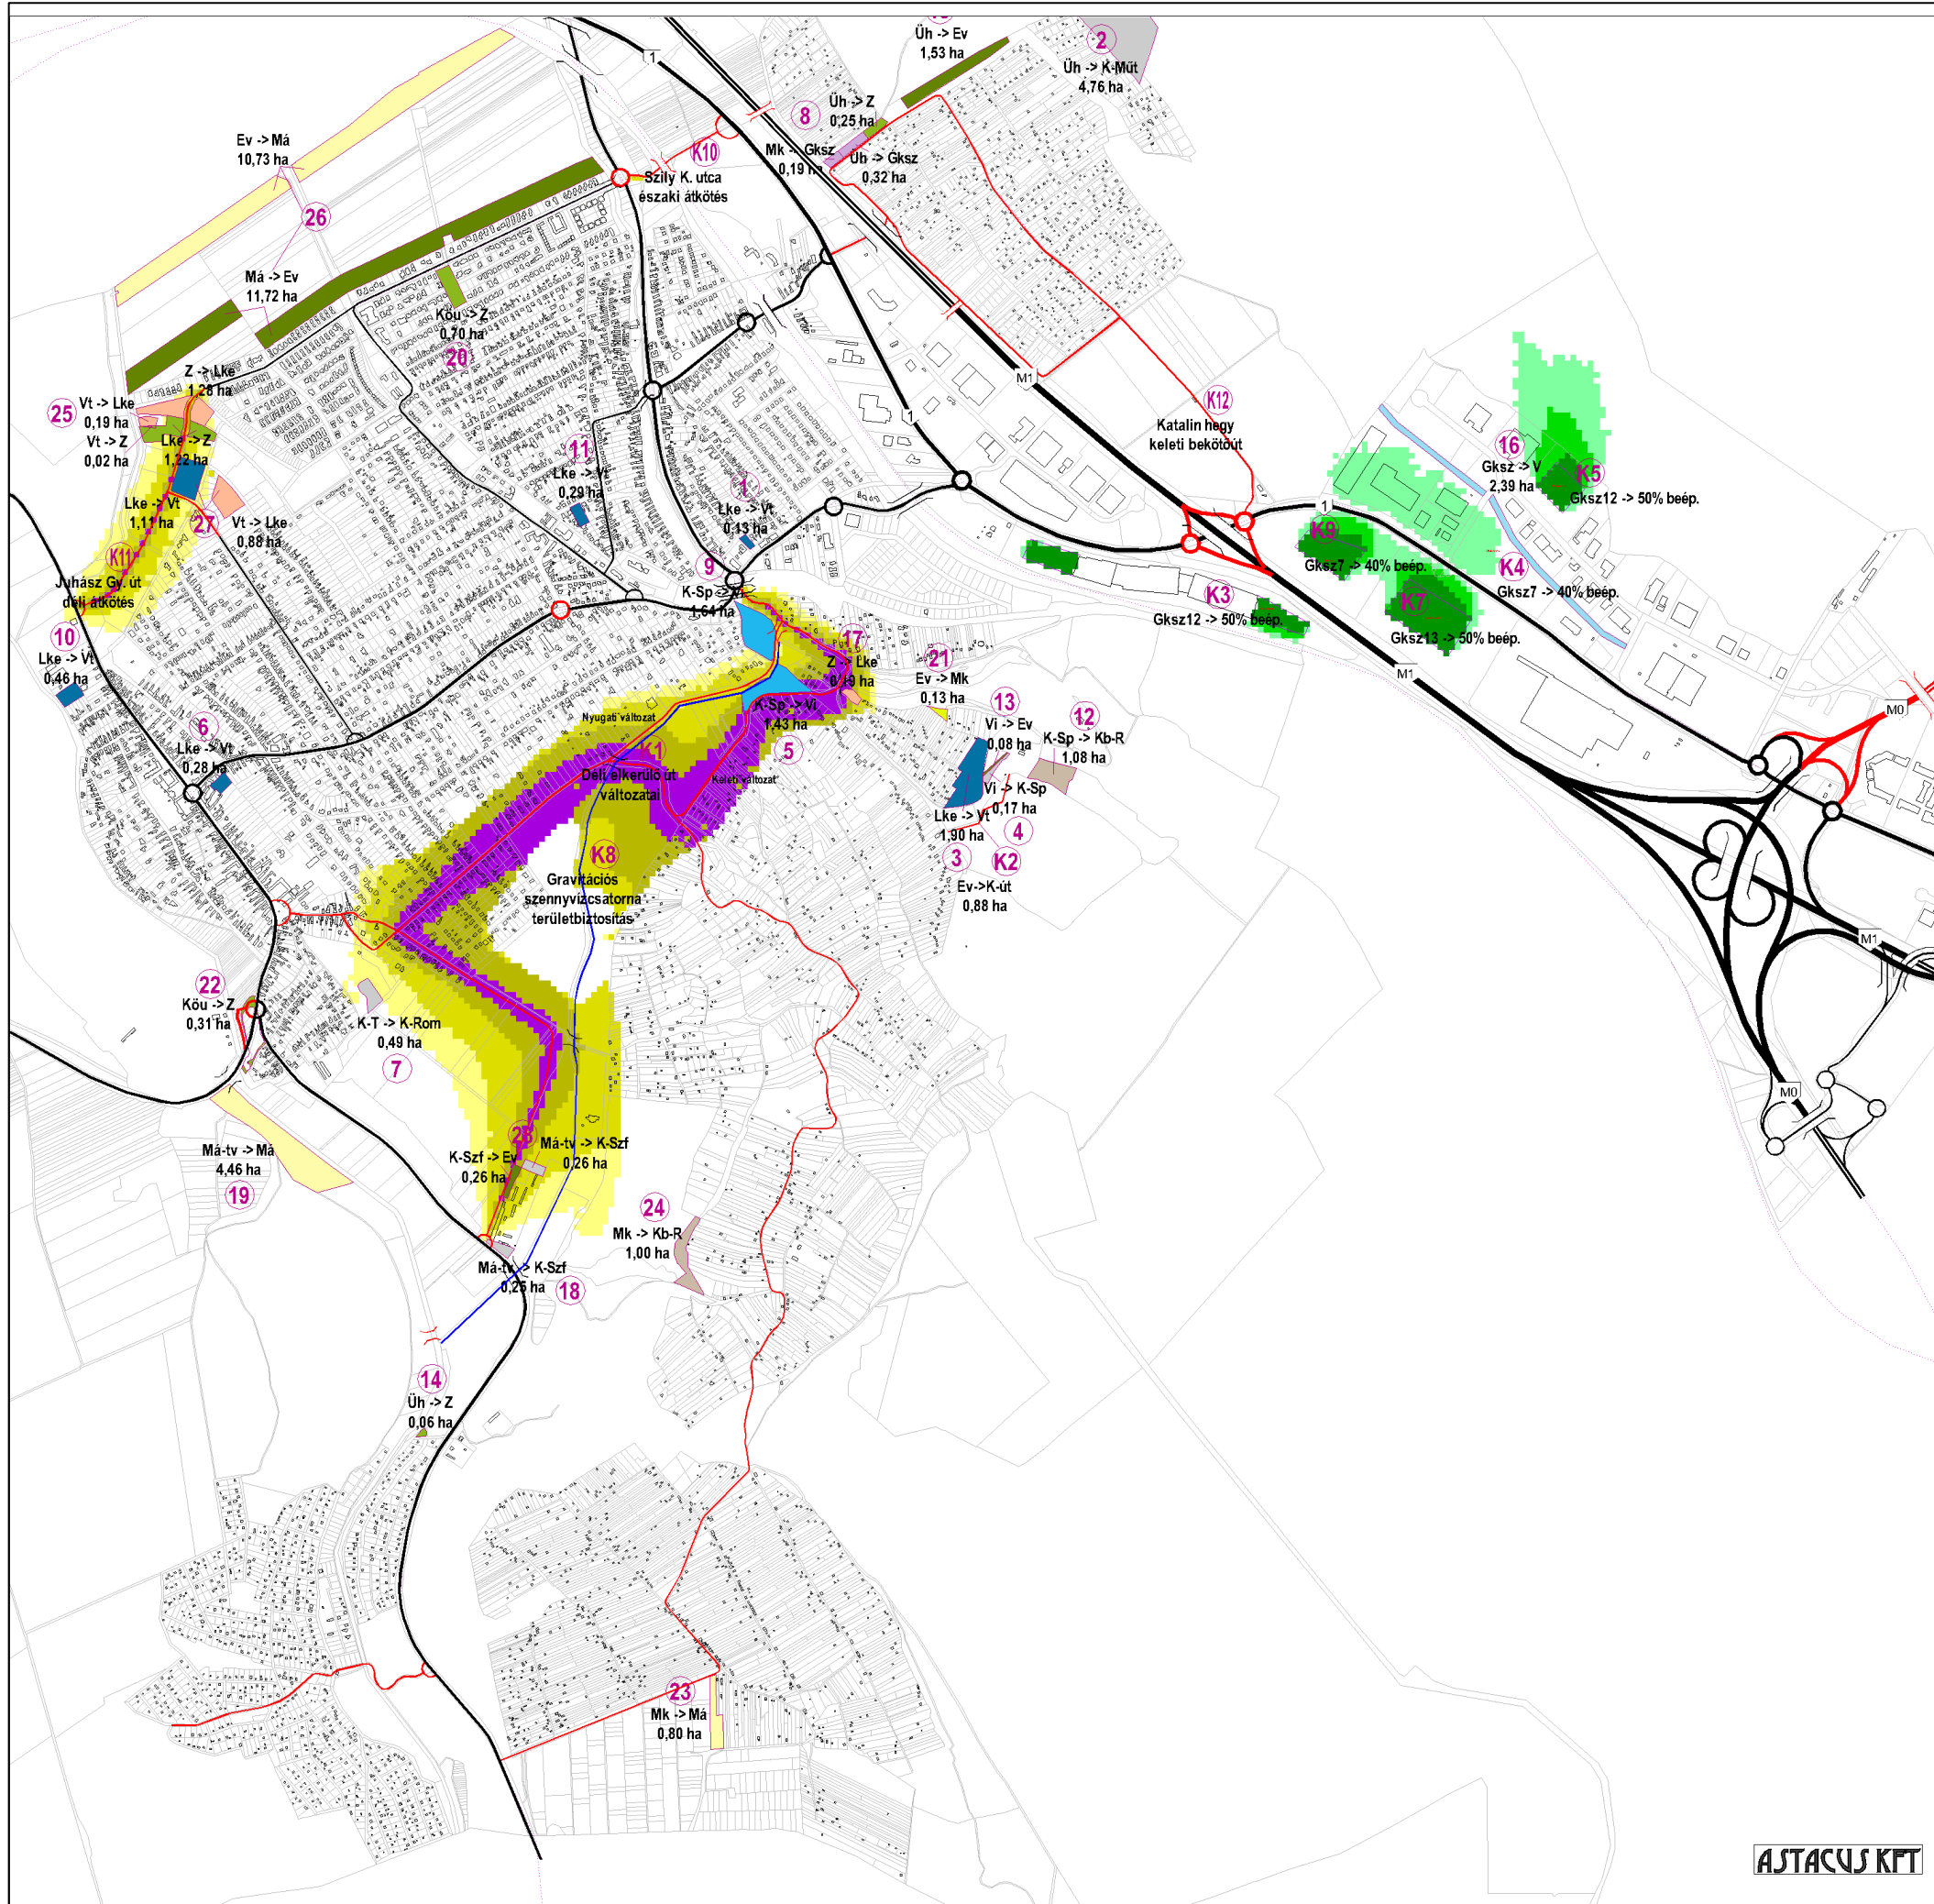 1
Üh -> Ev
1,53 ha
2
Üh -> K-Műt
4,76 ha
8
Üh -> Z
0,25 ha
Mk -> Gksz
0,19 ha
Üh -> Gksz
0,32 ha
K10
Szily K. utca
északi átkötés
Ev -> Má
10,73 ha
26
Má -> Ev
11,72 ha
Köu -> Z
0,70 ha
20
Z -> Lke
1,28 ha
25
Vt -> Lke
0,19 ha
Vt -> Z
0,02 ha
Lke -> Z
1,22 ha
Lke -> Vt
1,11 ha
27
Vt -> Lke
0,88 ha
K11
Juhász Gy. út
déli átkötés
11
Lke -> Vt
0,29 ha
1
Lke -> Vt
0,13 ha
9
K-Sp -> Vi
1,64 ha
M1
1
K12
Katalin hegy
keleti bekötőút
16
Gksz -> V
2,39 ha
K5
Gksz12 -> 50% beép.
1
K9
Gksz7 -> 40% beép.
K4
Gksz7 -> 40% beép.
K3
Gksz12 -> 50% beép.
K7
Gksz13 -> 50% beép.
M1
M0
10
Lke -> Vt
0,46 ha
6
Lke -> Vt
0,28 ha
17
Z -> Lke
0,19 ha
21
Ev -> Mk
0,13 ha
Nyugati változat
K-Sp -> Vi
1,43 ha
5
K1
Déli elkerülő út
változatai
Keleti változat
13
Vi -> Ev
0,08 ha
12
K-Sp -> Kb-R
1,08 ha
Vi -> K-Sp
0,17 ha
Lke -> Vt
1,90 ha
4
3
K2
Ev->K-út
0,88 ha
K8
Gravitációs
szennyvízcsatorna
területbiztosítás
M1
22
Köu -> Z
0,31 ha
K-T -> K-Rom
0,49 ha
7
M0
Má-tv -> Má
4,46 ha
19
28
K-Szf -> Ev
0,26 ha
Má-tv -> K-Szf
0,26 ha
24
Mk -> Kb-R
1,00 ha
Má-tv -> K-Szf
0,25 ha
18
14
Üh -> Z
0,06 ha
23
Mk -> Má
0,80 ha
ASTACUS KFT